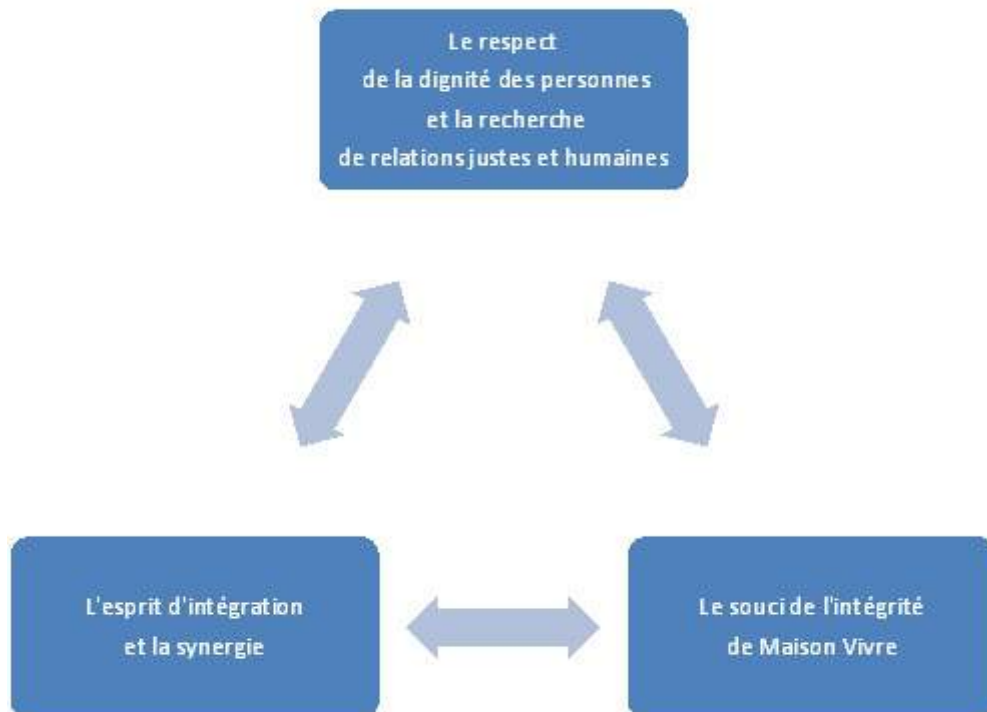 Le respect
de la dignité des personnes
et la recherche
de relations justes et humaines
L'esprit d'intégration
et la synergie
Le souci de l'intégrité
de Maison Vivre